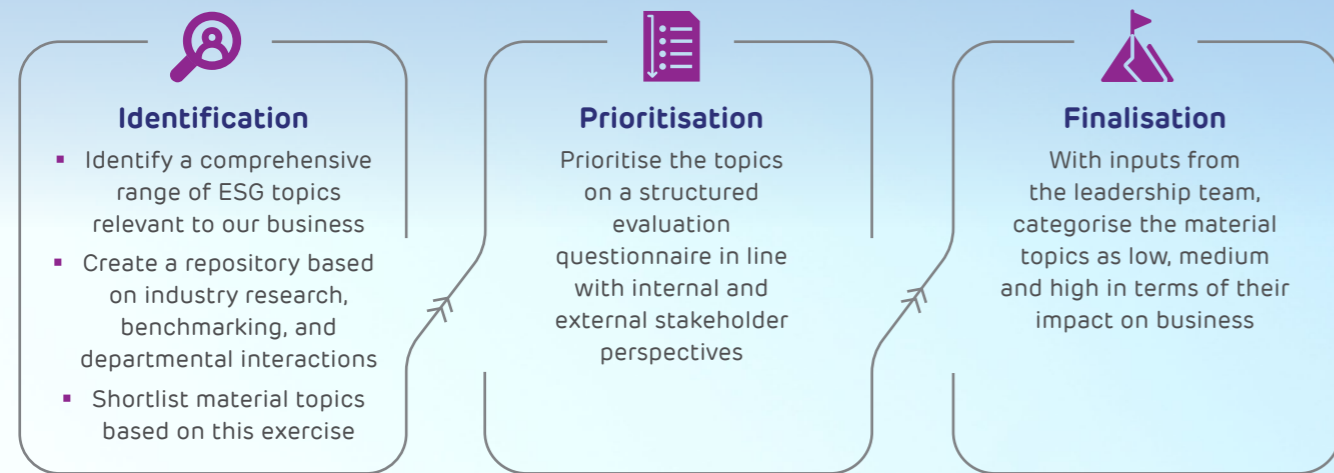 Identification
▪ Identify a comprehensive
range of ESG topics
relevant to our business
▪ Create a repository based
on industry research,
benchmarking, and
departmental interactions
▪ Shortlist material topics
based on this exercise
Prioritisation
Prioritise the topics
on a structured
evaluation
questionnaire in line
with internal and
external stakeholder
perspectives
Finalisation
With inputs from
the leadership team,
categorise the material
topics as low, medium
and high in terms of their
impact on business